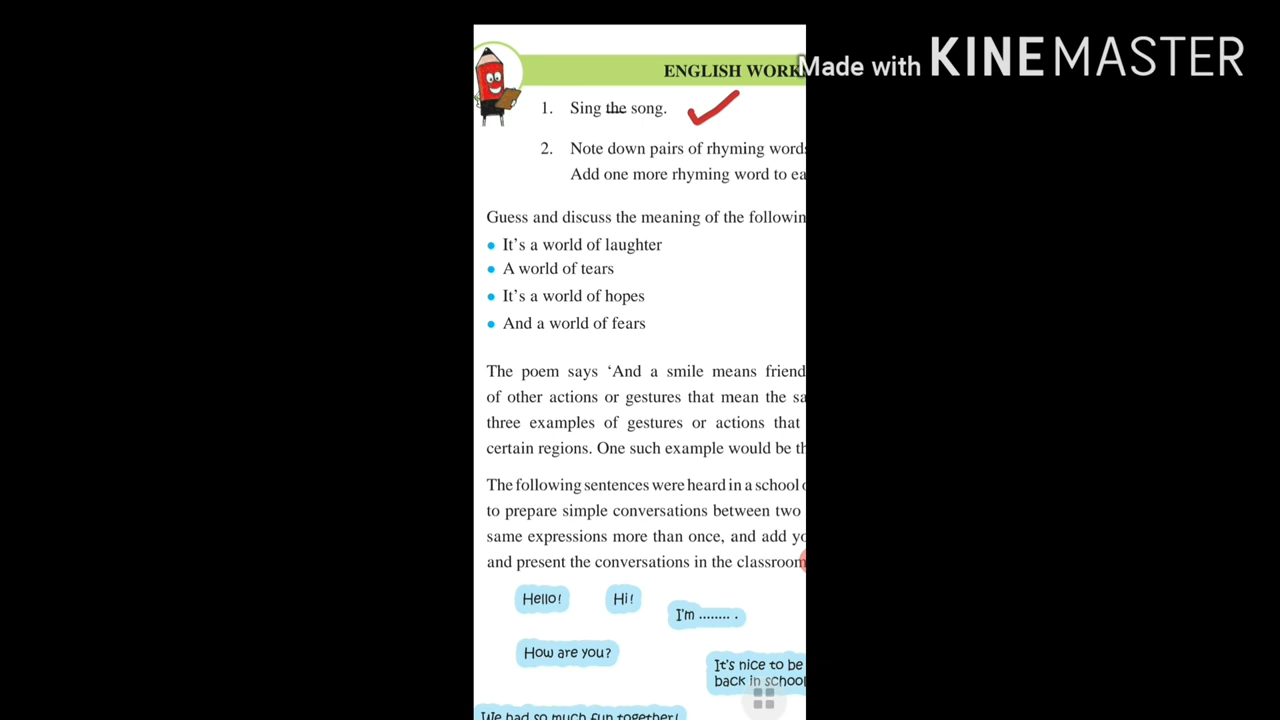 Made with KINEMASTER
ENGLISH WORK
1. Sing the song.
2. Note down pairs of rhyming words
Add one more rhyming word to ea
Guess and discuss the meaning of the followin
• It's a world of laughter
• A world of tears
• It's a world of hopes
• And a world of fears
The poem says ‘And a smile means friend
of other actions or gestures that mean the sa
three examples of gestures or actions that
certain regions. One such example would be th
The following sentences were heard in a school
to prepare simple conversations between two
same expressions more than once, and add yo
and present the conversations in the classroom
Hello! Hi!
I'm ........ .
How are you?
It's nice to be
back in school
We had so much fun together!